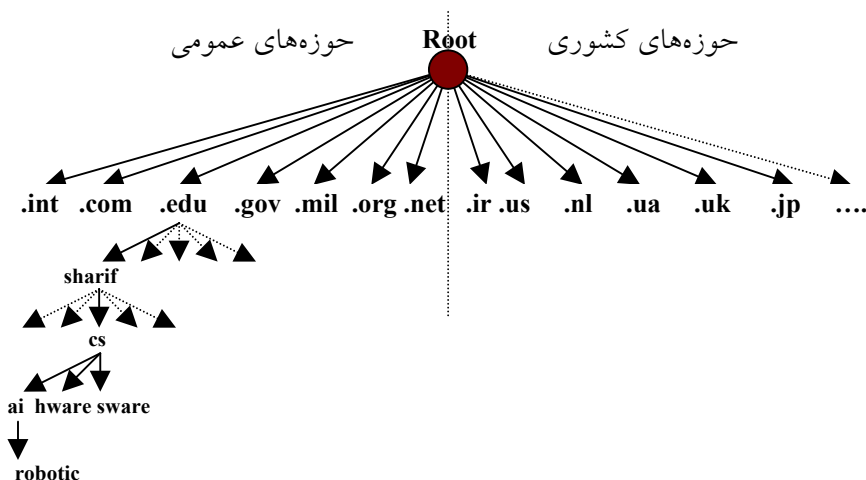 حوزه‌های عمومی Root حوزه‌های کشوری
.int .com .edu .gov .mil .org .net .ir .us .nl .ua .uk .jp ....
sharif
cs
ai hware sware
robotic